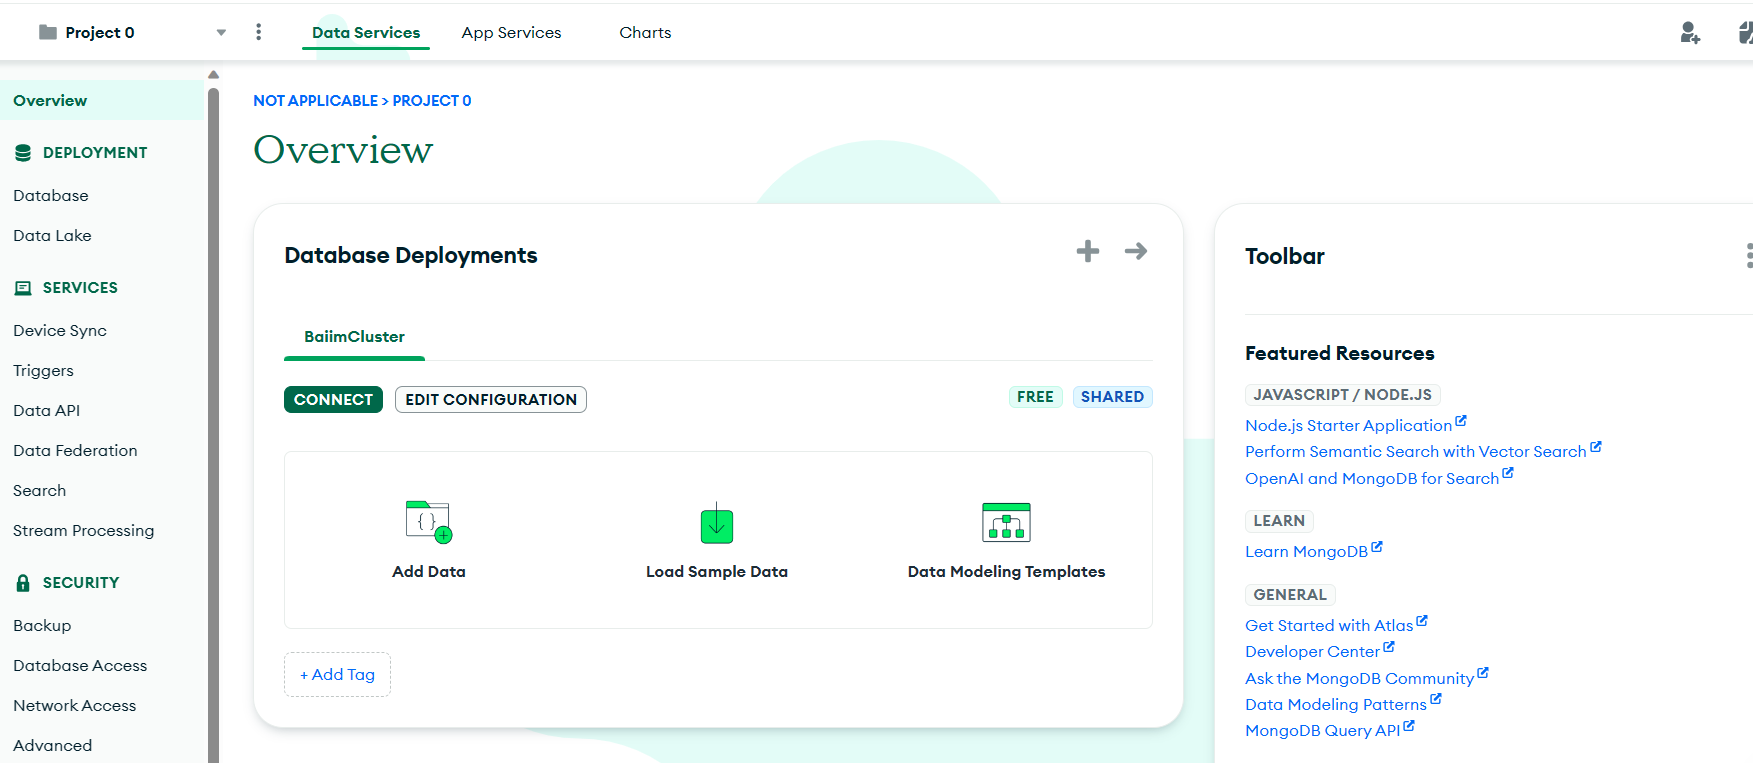 Project 0
Data Services
App Services
Charts
Overview
DEPLOYMENT
Database
Data Lake
SERVICES
Device Sync
Triggers
Data API
Data Federation
Search
Stream Processing
SECURITY
Backup
Database Access
Network Access
Advanced
NOT APPLICABLE > PROJECT 0
Overview
Database Deployments
BaiimCluster
CONNECT
EDIT CONFIGURATION
FREE
SHARED
{ }
Add Data
Load Sample Data
Data Modeling Templates
+ Add Tag
Toolbar
Featured Resources
JAVASCRIPT / NODE.JS
Node.js Starter Application
Perform Semantic Search with Vector Search
OpenAI and MongoDB for Search
LEARN
Learn MongoDB
GENERAL
Get Started with Atlas
Developer Center
Ask the MongoDB Community
Data Modeling Patterns
MongoDB Query API